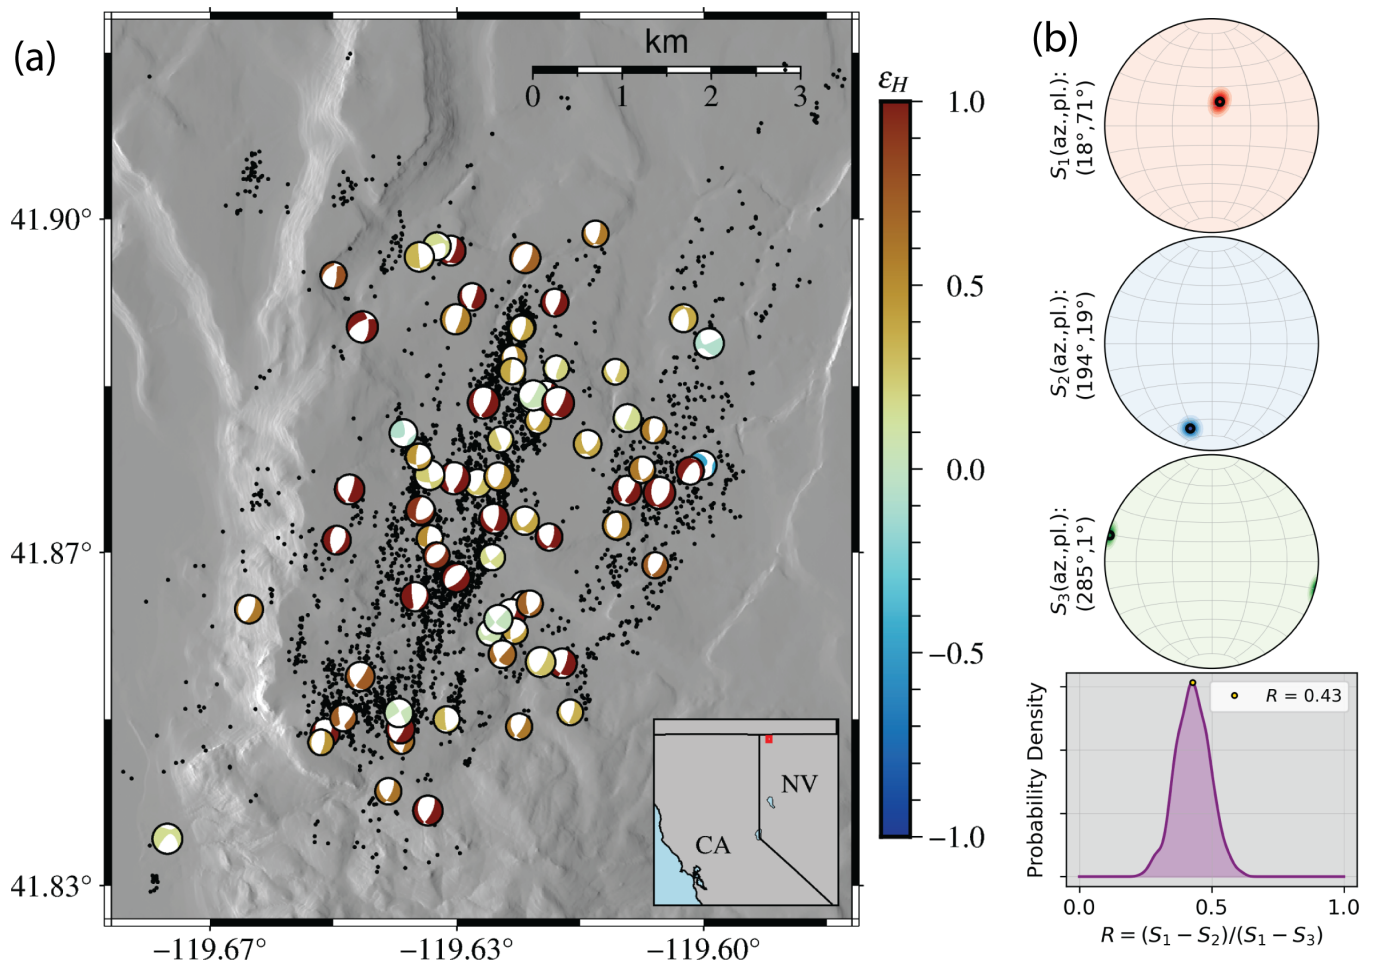 (a)
km
0 1 2 3
41.90°
41.87°
41.83°
−119.67° −119.63° −119.60°
NV
CA
εH
1.0
0.5
0.0
−0.5
−1.0
(b)
S1(az.,pl.):
(18°,71°)
S2(az.,pl.):
(194°,19°)
S3(az.,pl.):
(285°,1°)
Probability Density
R = 0.43
0.0 0.5 1.0
R = (S1 − S2)/(S1 − S3)